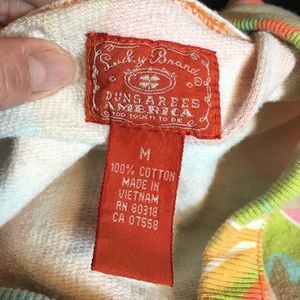 Lucky Brand
DUNGAREES
AMERICA
TOO TOUGH TO DIE
M
100% COTTON
MADE IN
VIETNAM
RN 80318
CA 07558